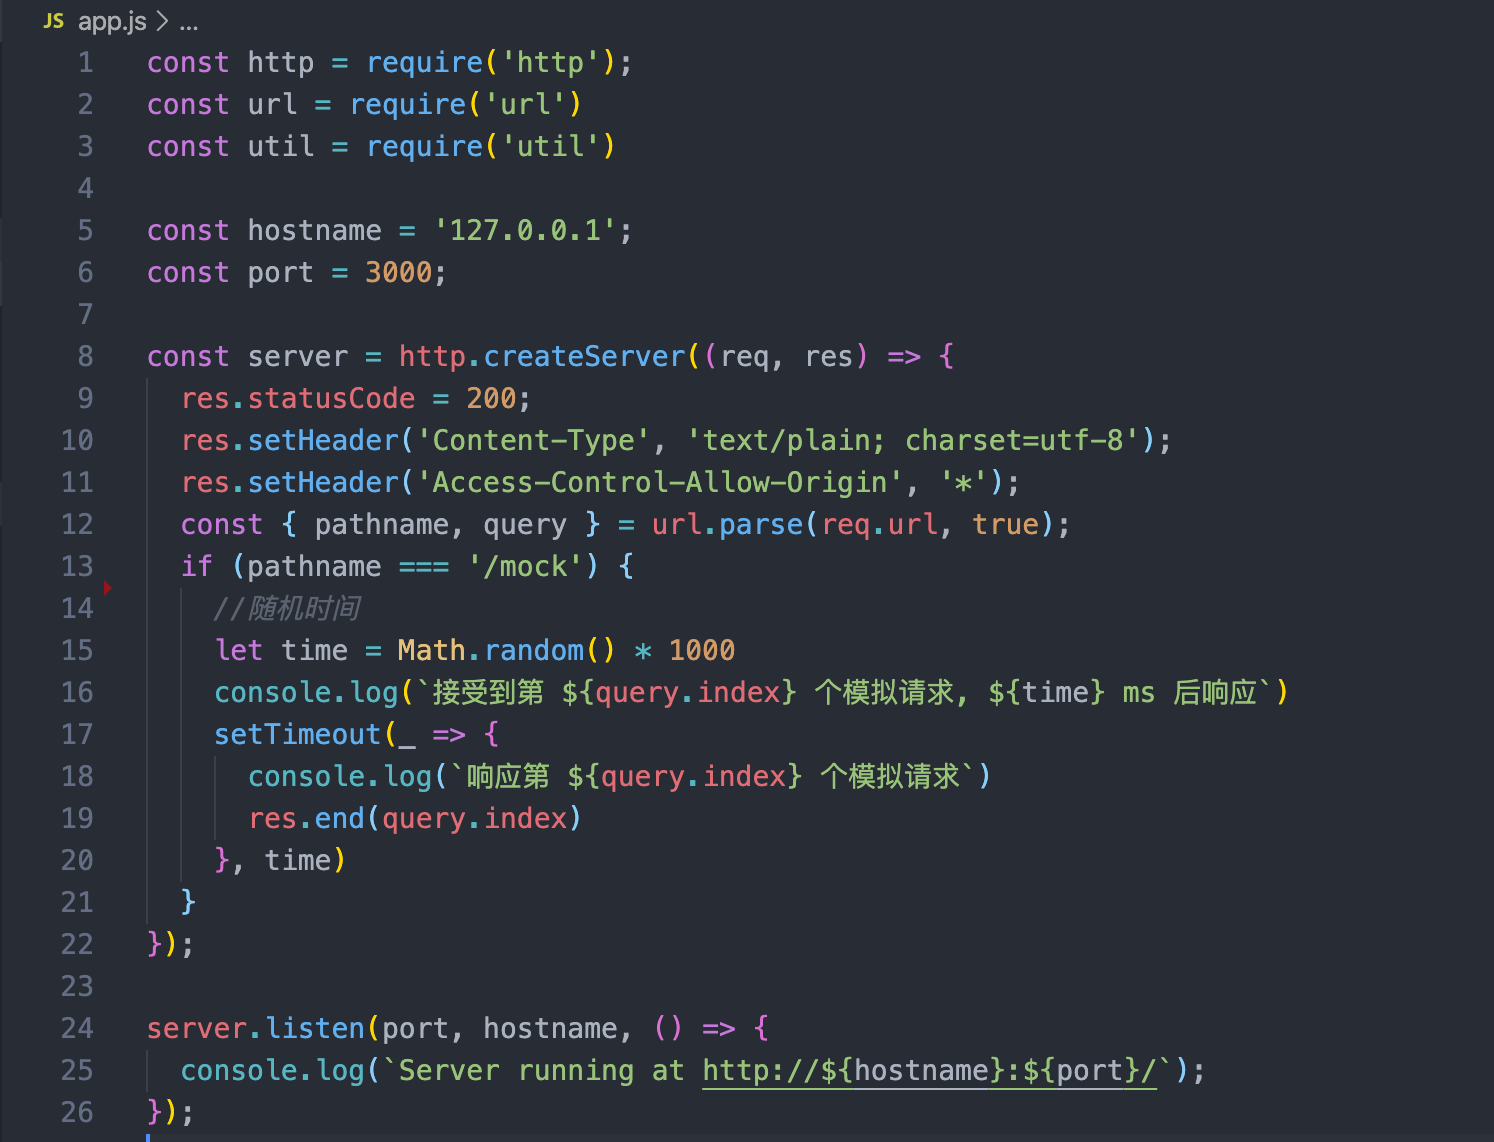 JS app.js > ...
1 const http = require('http');
2 const url = require('url')
3 const util = require('util')
4
5 const hostname = '127.0.0.1';
6 const port = 3000;
7
8 const server = http.createServer((req, res) => {
9   res.statusCode = 200;
10   res.setHeader('Content-Type', 'text/plain; charset=utf-8');
11   res.setHeader('Access-Control-Allow-Origin', '*');
12   const { pathname, query } = url.parse(req.url, true);
13   if (pathname === '/mock') {
14     //随机时间
15     let time = Math.random() * 1000
16     console.log(`接受到第 ${query.index} 个模拟请求, ${time} ms 后响应`)
17     setTimeout(_ => {
18       console.log(`响应第 ${query.index} 个模拟请求`)
19       res.end(query.index)
20     }, time)
21   }
22 });
23
24 server.listen(port, hostname, () => {
25   console.log(`Server running at http://${hostname}:${port}/`);
26 });